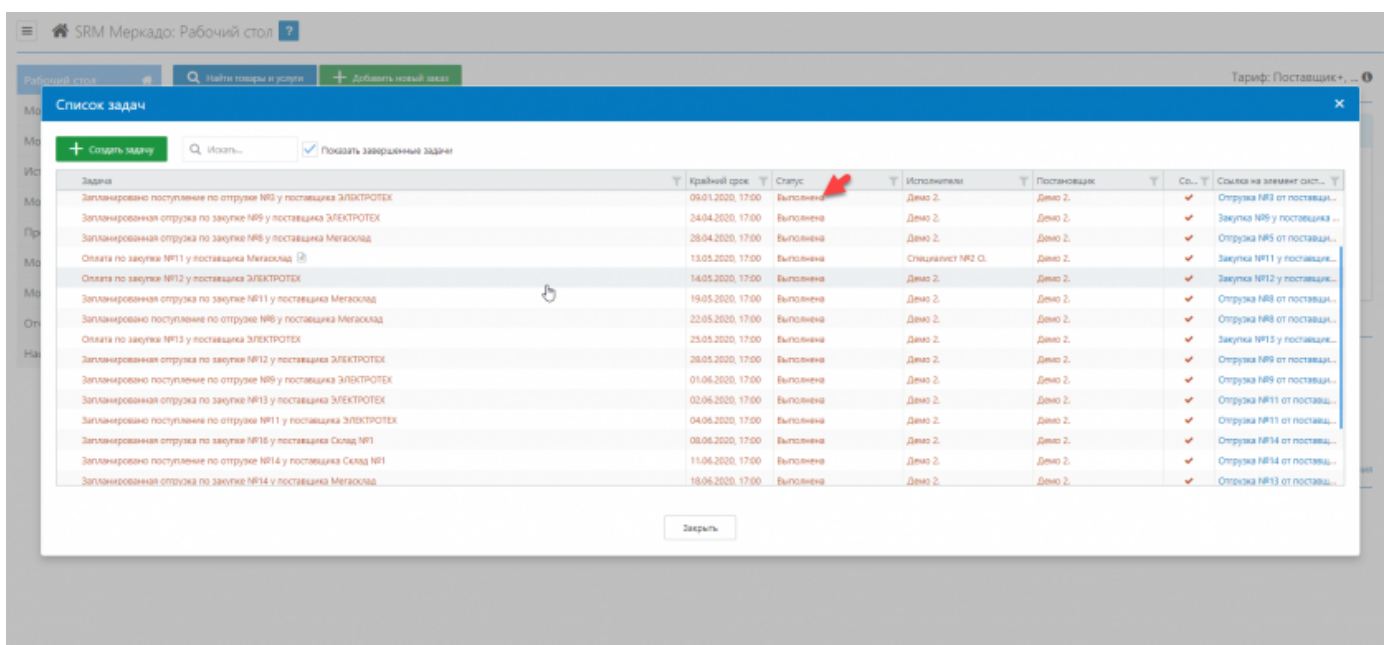 SRM Меркадо: Рабочий стол ?
Рабочий стол Найти товары и услуги Добавить новый заказ Тариф: Поставщик+, ...
Список задач
Создать задачу Искать... Показать завершенные задачи
Задача Крайний срок Статус Исполнители Постановщик Со... Ссылка на элемент сист...
Запланировано поступление по отгрузке №3 у поставщика ЭЛЕКТРОТЕХ 09.01.2020, 17:00 Выполнена Демо 2. Демо 2. Отгрузка №3 от поставщи...
Запланированная отгрузка по закупке №9 у поставщика ЭЛЕКТРОТЕХ 24.04.2020, 17:00 Выполнена Демо 2. Демо 2. Закупка №9 у поставщика ...
Запланированная отгрузка по закупке №8 у поставщика Мегасклад 28.04.2020, 17:00 Выполнена Демо 2. Демо 2. Отгрузка №5 от поставщи...
Оплата по закупке №11 у поставщика Мегасклад 13.05.2020, 17:00 Выполнена Специалист №2 О. Демо 2. Закупка №11 у поставщик...
Оплата по закупке №12 у поставщика ЭЛЕКТРОТЕХ 14.05.2020, 17:00 Выполнена Демо 2. Демо 2. Закупка №12 у поставщик...
Запланированная отгрузка по закупке №11 у поставщика Мегасклад 19.05.2020, 17:00 Выполнена Демо 2. Демо 2. Отгрузка №8 от поставщи...
Запланировано поступление по отгрузке №8 у поставщика Мегасклад 22.05.2020, 17:00 Выполнена Демо 2. Демо 2. Отгрузка №8 от поставщи...
Оплата по закупке №13 у поставщика ЭЛЕКТРОТЕХ 25.05.2020, 17:00 Выполнена Демо 2. Демо 2. Закупка №13 у поставщик...
Запланированная отгрузка по закупке №12 у поставщика ЭЛЕКТРОТЕХ 28.05.2020, 17:00 Выполнена Демо 2. Демо 2. Отгрузка №9 от поставщи...
Запланировано поступление по отгрузке №9 у поставщика ЭЛЕКТРОТЕХ 01.06.2020, 17:00 Выполнена Демо 2. Демо 2. Отгрузка №9 от поставщи...
Запланированная отгрузка по закупке №13 у поставщика ЭЛЕКТРОТЕХ 02.06.2020, 17:00 Выполнена Демо 2. Демо 2. Отгрузка №11 от поставщ...
Запланировано поступление по отгрузке №11 у поставщика ЭЛЕКТРОТЕХ 04.06.2020, 17:00 Выполнена Демо 2. Демо 2. Отгрузка №11 от поставщ...
Запланированная отгрузка по закупке №16 у поставщика Склад №1 08.06.2020, 17:00 Выполнена Демо 2. Демо 2. Отгрузка №14 от поставщ...
Запланировано поступление по отгрузке №14 у поставщика Склад №1 11.06.2020, 17:00 Выполнена Демо 2. Демо 2. Отгрузка №14 от поставщ...
Запланированная отгрузка по закупке №14 у поставщика Мегасклад 18.06.2020, 17:00 Выполнена Демо 2. Демо 2. Отгрузка №13 от поставщ...
Закрыть